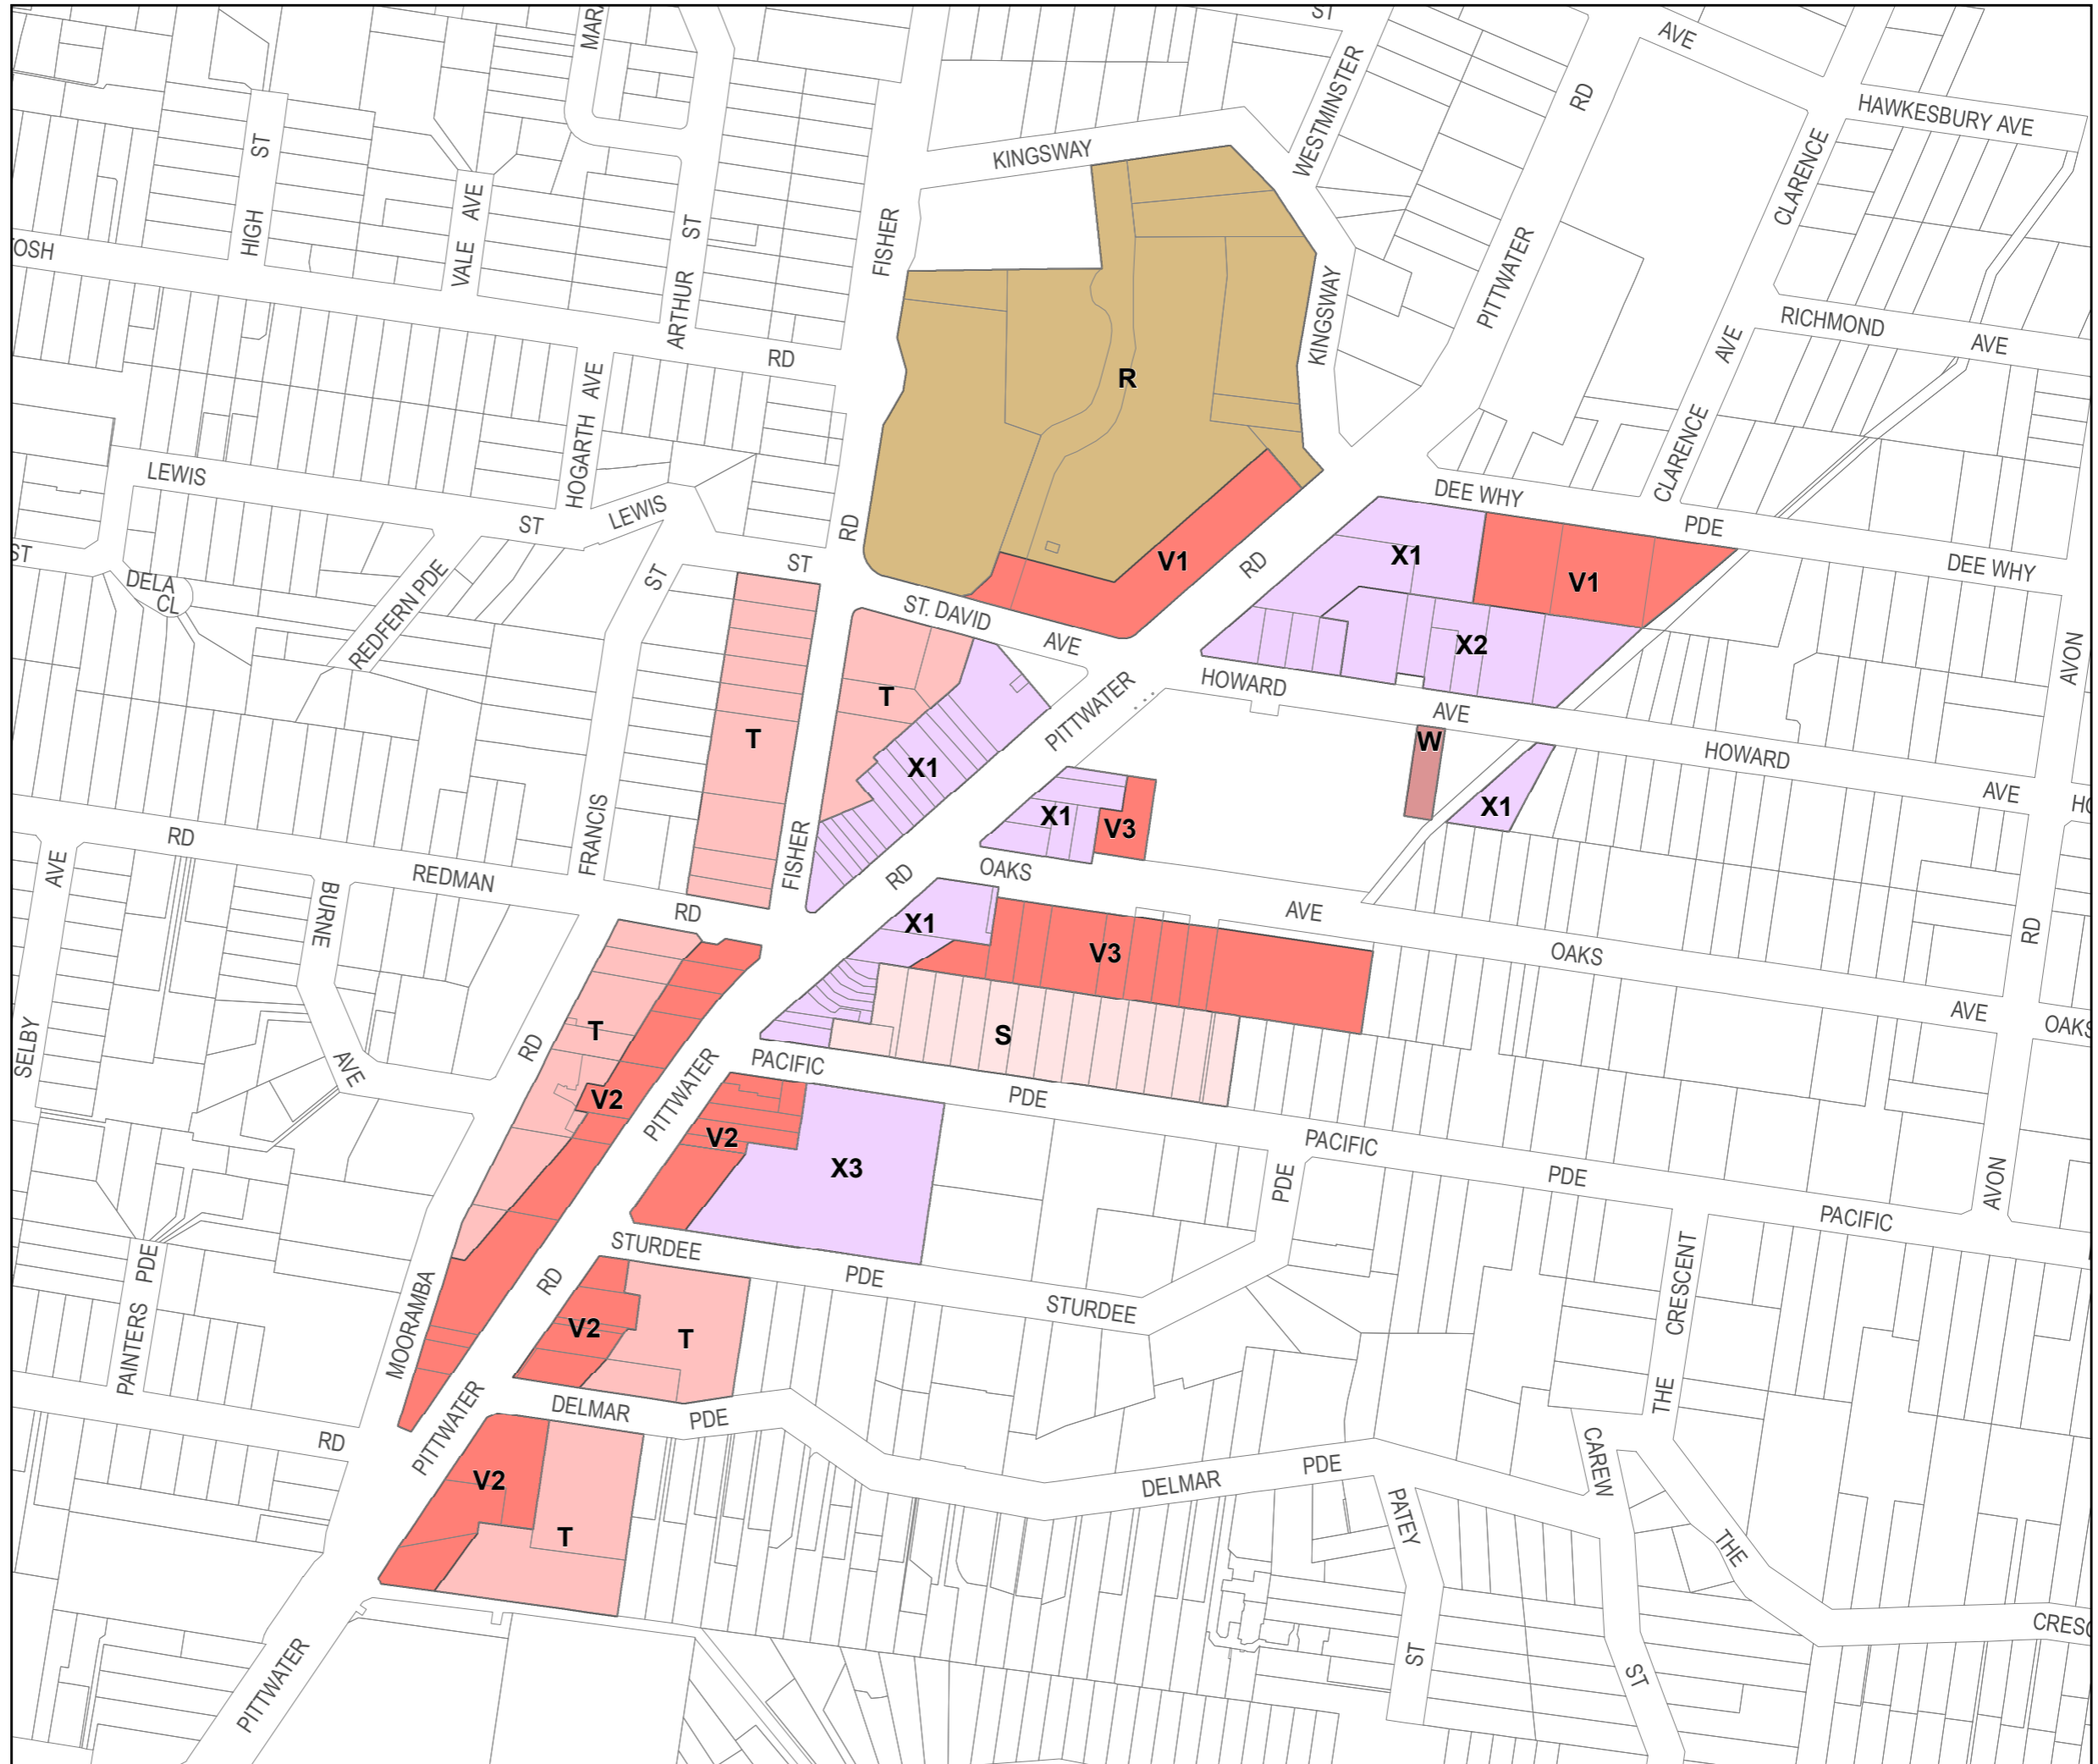 ST
AVE
MAR
WESTMINSTER
RD
HAWKESBURY AVE
ST
KINGSWAY
CLARENCE
HIGH
VALE
AVE
ST
FISHER
OSH
ARTHUR
KINGSWAY
PITTWATER
RICHMOND
AVE
AVE
RD
HOGARTH
AVE
R
CLARENCE
LEWIS
DEE WHY
ST
LEWIS
RD
PDE
ST
ST
ST
V1
RD
X1
V1
DEE WHY
DELA
CL
REDFERN PDE
ST. DAVID
AVE
X2
AVON
T
T
PITTWATER
HOWARD
AVE
HOWARD
W
X1
X1
V3
X1
AVE
HO
RD
AVE
FRANCIS
FISHER
REDMAN
RD
OAKS
RD
BURNE
X1
AVE
V3
OAKS
RD
T
S
AVE
OAKS
SELBY
RD
AVE
PITTWATER
PACIFIC
PDE
V2
V2
X3
PACIFIC
PDE
PDE
AVON
PACIFIC
STURDEE
PDE
STURDEE
PAINTERS
PDE
MOORAMBA
RD
V2
T
THE
CRESCENT
DELMAR
PDE
RD
PITTWATER
V2
T
DELMAR
PDE
CAREW
PATEY
THE
ST
ST
CRESC
PITTWATER